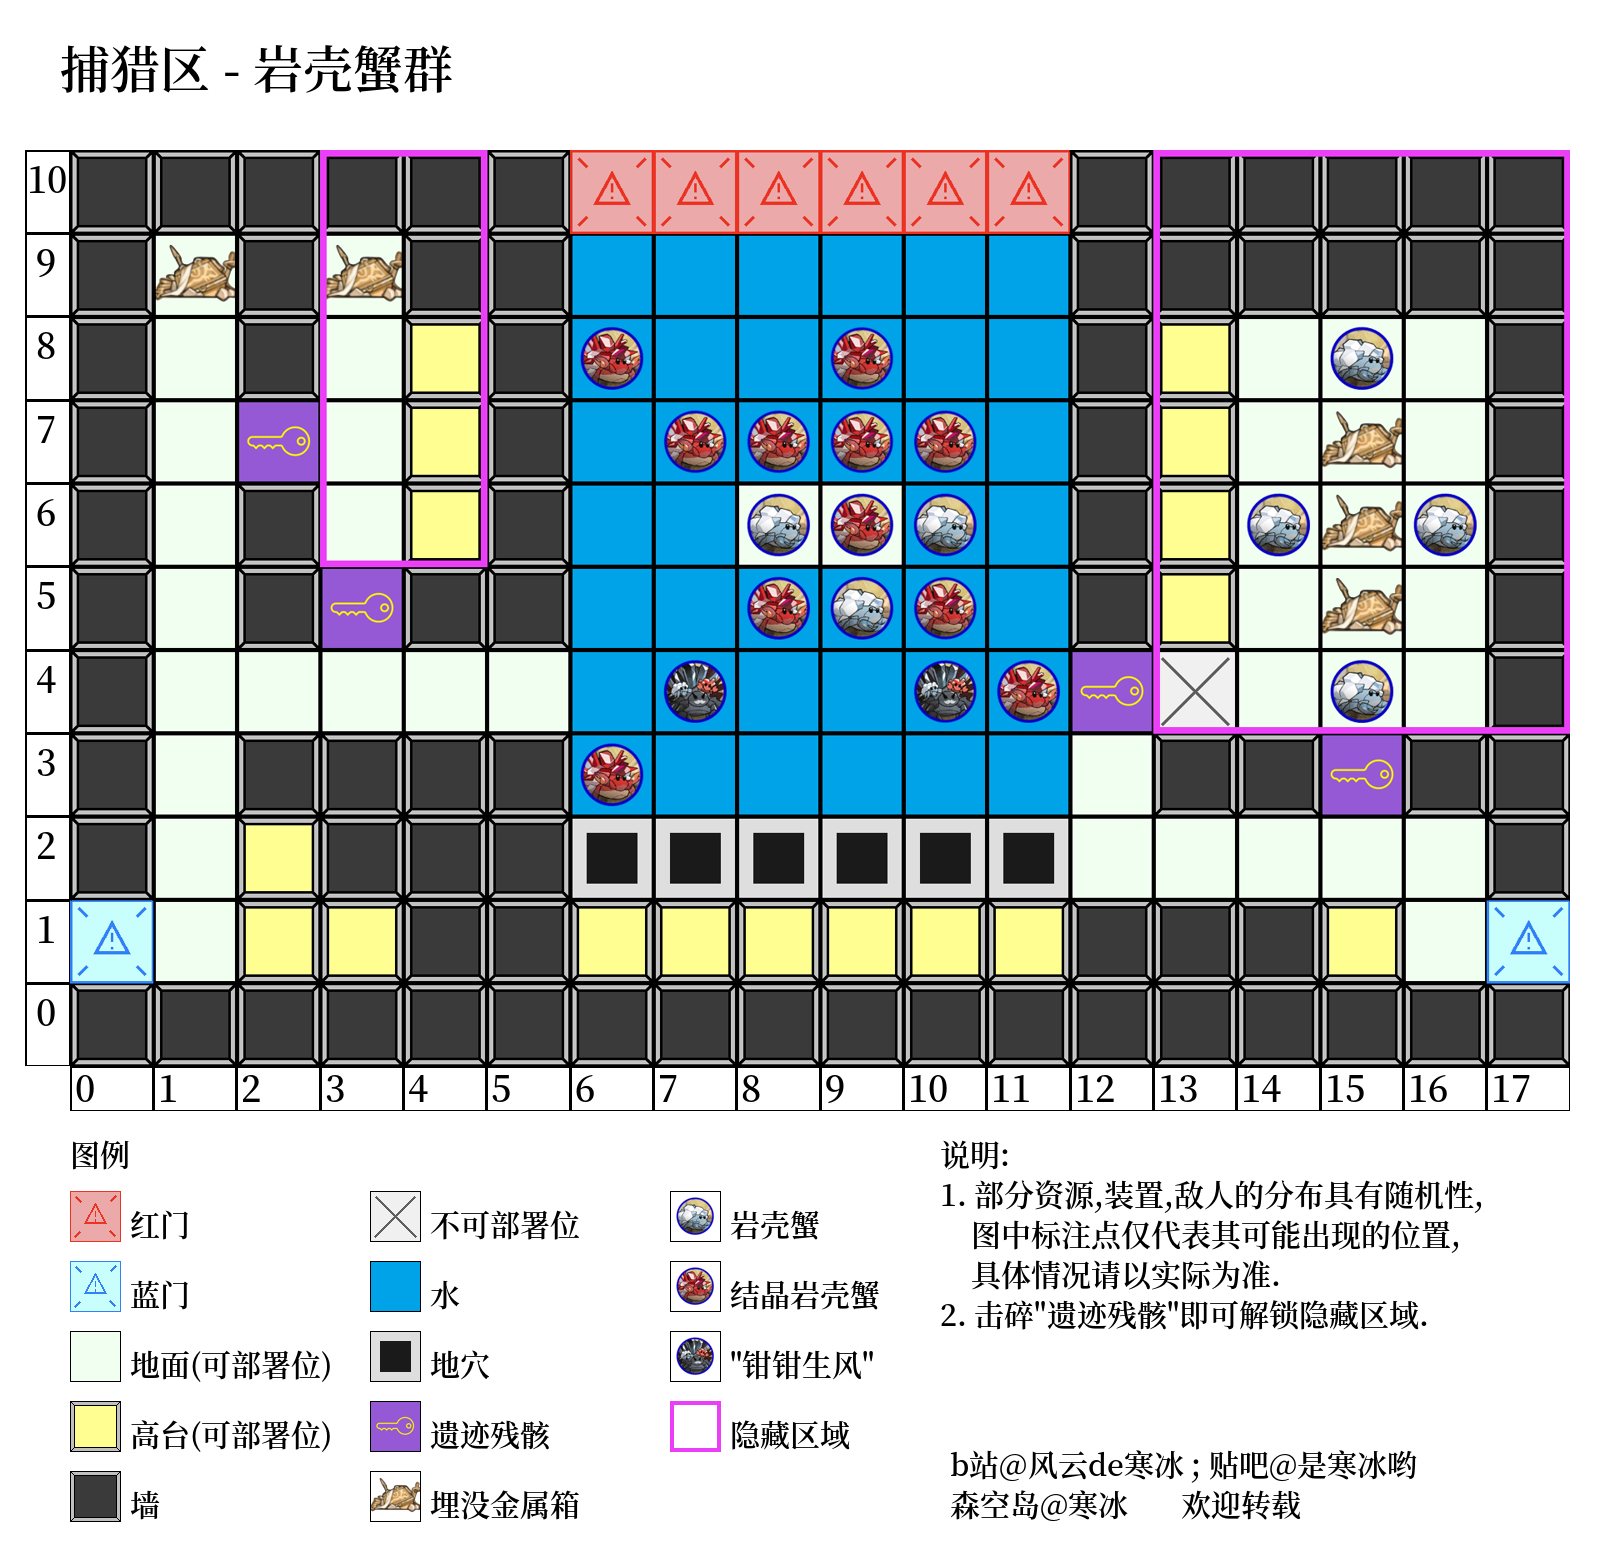 捕猎区 - 岩壳蟹群
10
9
8
7
6
5
4
3
2
1
0
0 1 2 3 4 5 6 7 8 9 10 11 12 13 14 15 16 17
图例
红门
蓝门
地面(可部署位)
高台(可部署位)
墙
不可部署位
水
地穴
遗迹残骸
埋没金属箱
岩壳蟹
结晶岩壳蟹
"钳钳生风"
隐藏区域
说明:
1. 部分资源,装置,敌人的分布具有随机性,
图中标注点仅代表其可能出现的位置,
具体情况请以实际为准.
2. 击碎"遗迹残骸"即可解锁隐藏区域.
b站@风云de寒冰 ; 贴吧@是寒冰哟
森空岛@寒冰 欢迎转载